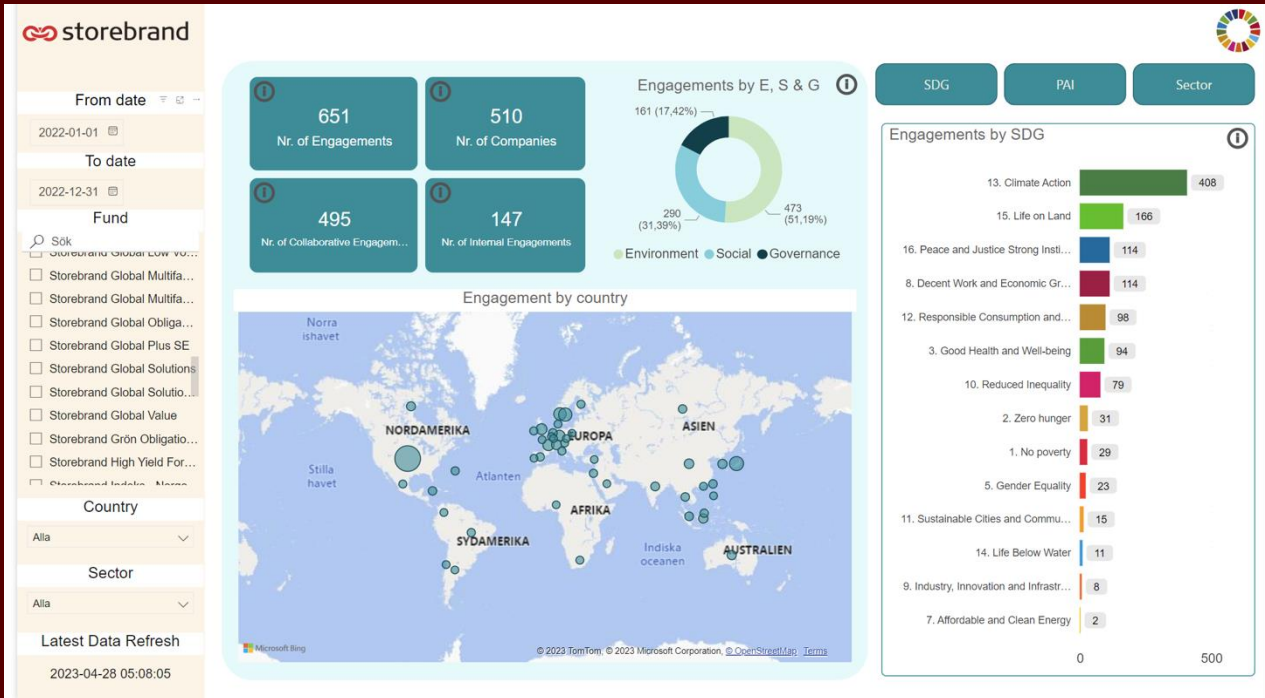 storebrand
From date
2022-01-01
To date
2022-12-31
Fund
Sök
Storebrand Global Low Vo...
Storebrand Global Multifa...
Storebrand Global Multifa...
Storebrand Global Obliga...
Storebrand Global Plus SE
Storebrand Global Solutions
Storebrand Global Solutio...
Storebrand Global Value
Storebrand Grön Obligatio...
Storebrand High Yield For...
Storebrand Indeks - Norge
Country
Alla
Sector
Alla
Latest Data Refresh
2023-04-28 05:08:05
651
Nr. of Engagements
510
Nr. of Companies
495
Nr. of Collaborative Engagem...
147
Nr. of Internal Engagements
Engagements by E, S & G
161 (17,42%)
290
(31,39%)
473
(51,19%)
Environment Social Governance
Engagement by country
Norra
ishavet
NORDAMERIKA
EUROPA
ASIEN
Stilla
havet
Atlanten
AFRIKA
SYDAMERIKA
Indiska
oceanen
AUSTRALIEN
Microsoft Bing
© 2023 TomTom, © 2023 Microsoft Corporation, © OpenStreetMap Terms
SDG
PAI
Sector
Engagements by SDG
13. Climate Action 408
15. Life on Land 166
16. Peace and Justice Strong Insti... 114
8. Decent Work and Economic Gr... 114
12. Responsible Consumption and... 98
3. Good Health and Well-being 94
10. Reduced Inequality 79
2. Zero hunger 31
1. No poverty 29
5. Gender Equality 23
11. Sustainable Cities and Commu... 15
14. Life Below Water 11
9. Industry, Innovation and Infrastr... 8
7. Affordable and Clean Energy 2
0 500